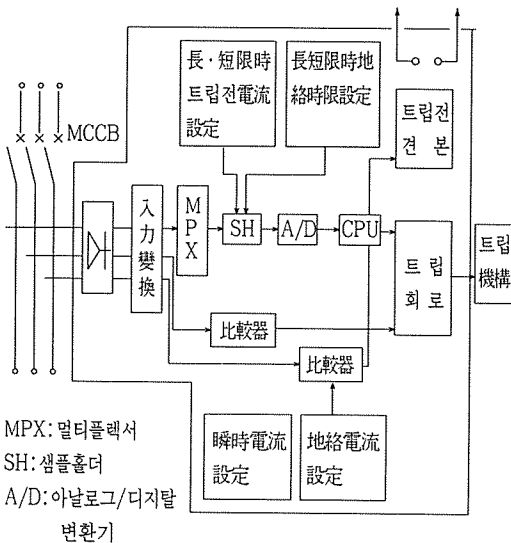 長·短限時
트립전電流
設定
長短限時地
絡時限設定
트립전
견 본
MCCB
入力變換
MPX
SH
A/D
CPU
트 립
회 로
트립
機構
比較器
比較器
瞬時電流
設定
地絡電流
設定
MPX:멀티플렉서
SH:샘플홀더
A/D:아날로그/디지탈
변환기